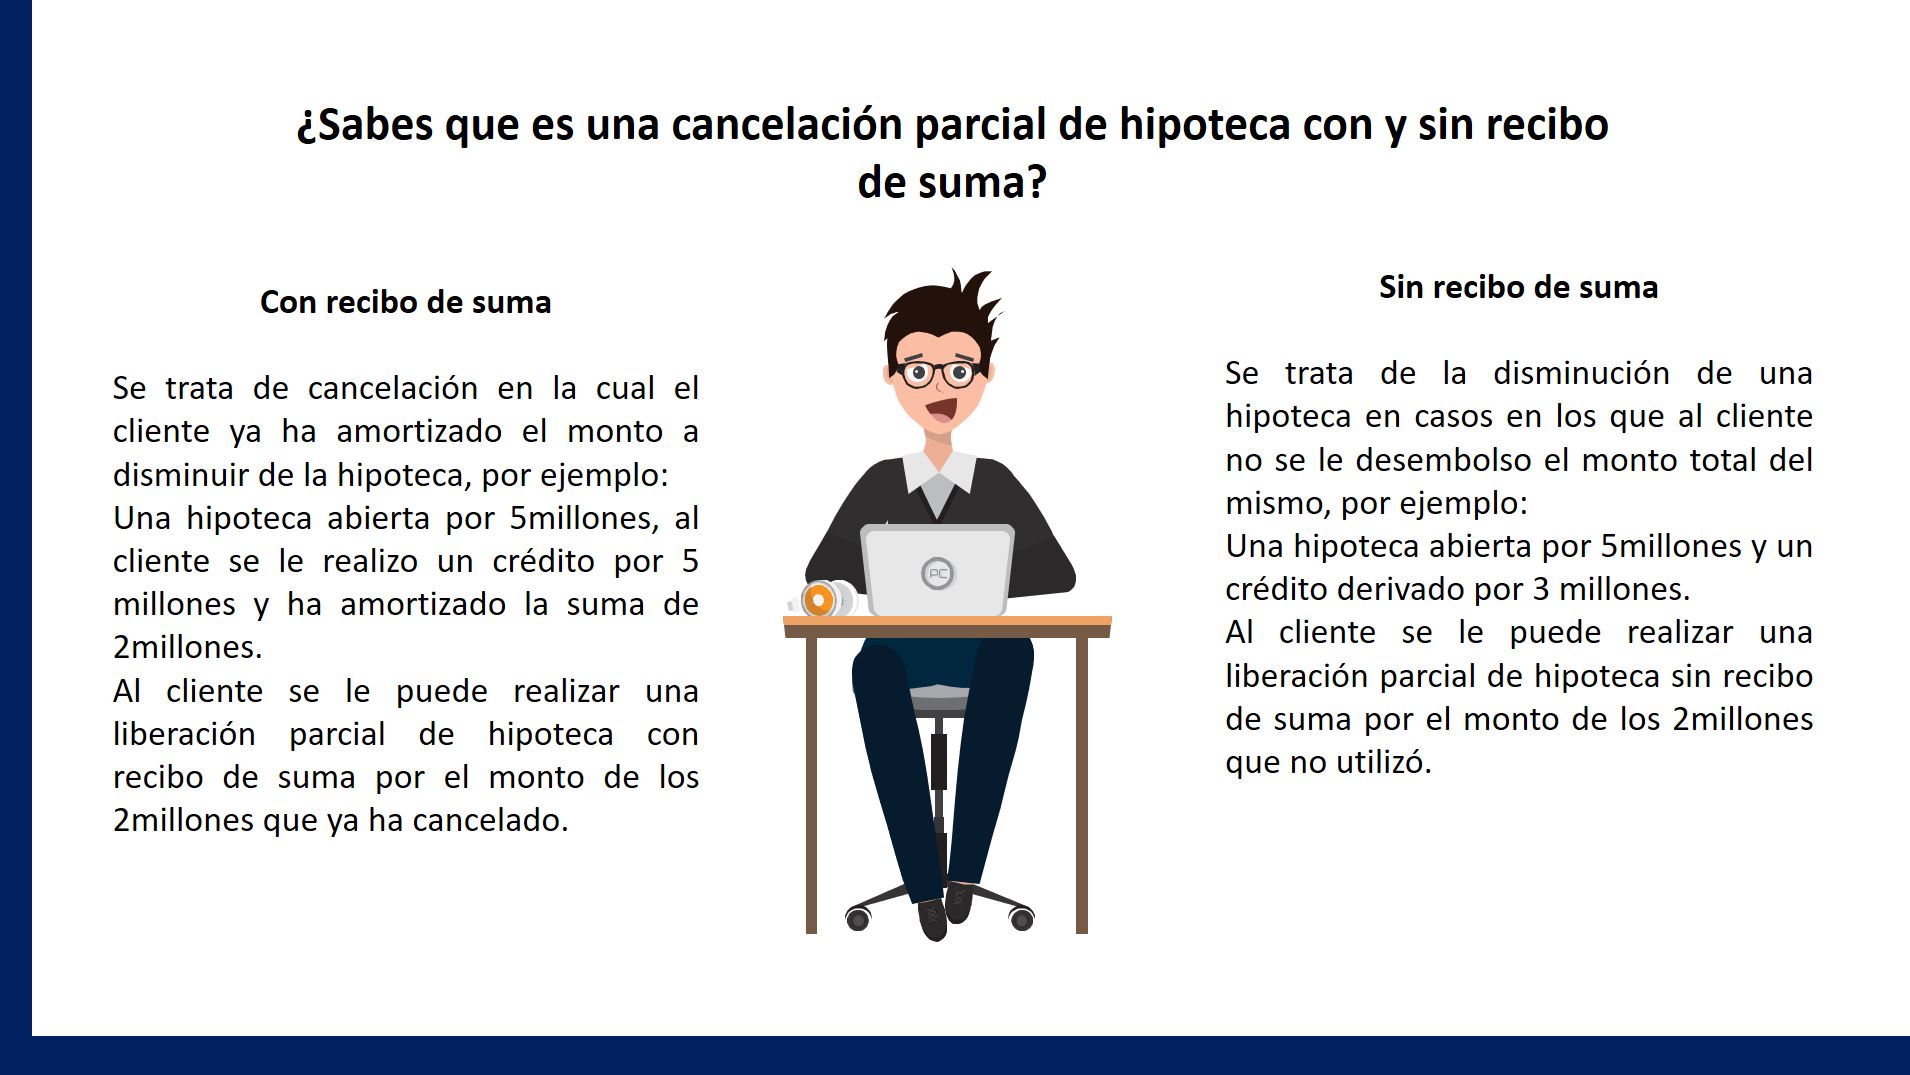 ¿Sabes que es una cancelación parcial de hipoteca con y sin recibo
de suma?
Con recibo de suma
Se trata de cancelación en la cual el
cliente ya ha amortizado el monto a
disminuir de la hipoteca, por ejemplo:
Una hipoteca abierta por 5millones, al
cliente se le realizo un crédito por 5
millones y ha amortizado la suma de
2millones.
Al cliente se le puede realizar una
liberación parcial de hipoteca con
recibo de suma por el monto de los
2millones que ya ha cancelado.
PC
Sin recibo de suma
Se trata de la disminución de una
hipoteca en casos en los que al cliente
no se le desembolso el monto total del
mismo, por ejemplo:
Una hipoteca abierta por 5millones y un
crédito derivado por 3 millones.
Al cliente se le puede realizar una
liberación parcial de hipoteca sin recibo
de suma por el monto de los 2millones
que no utilizó.